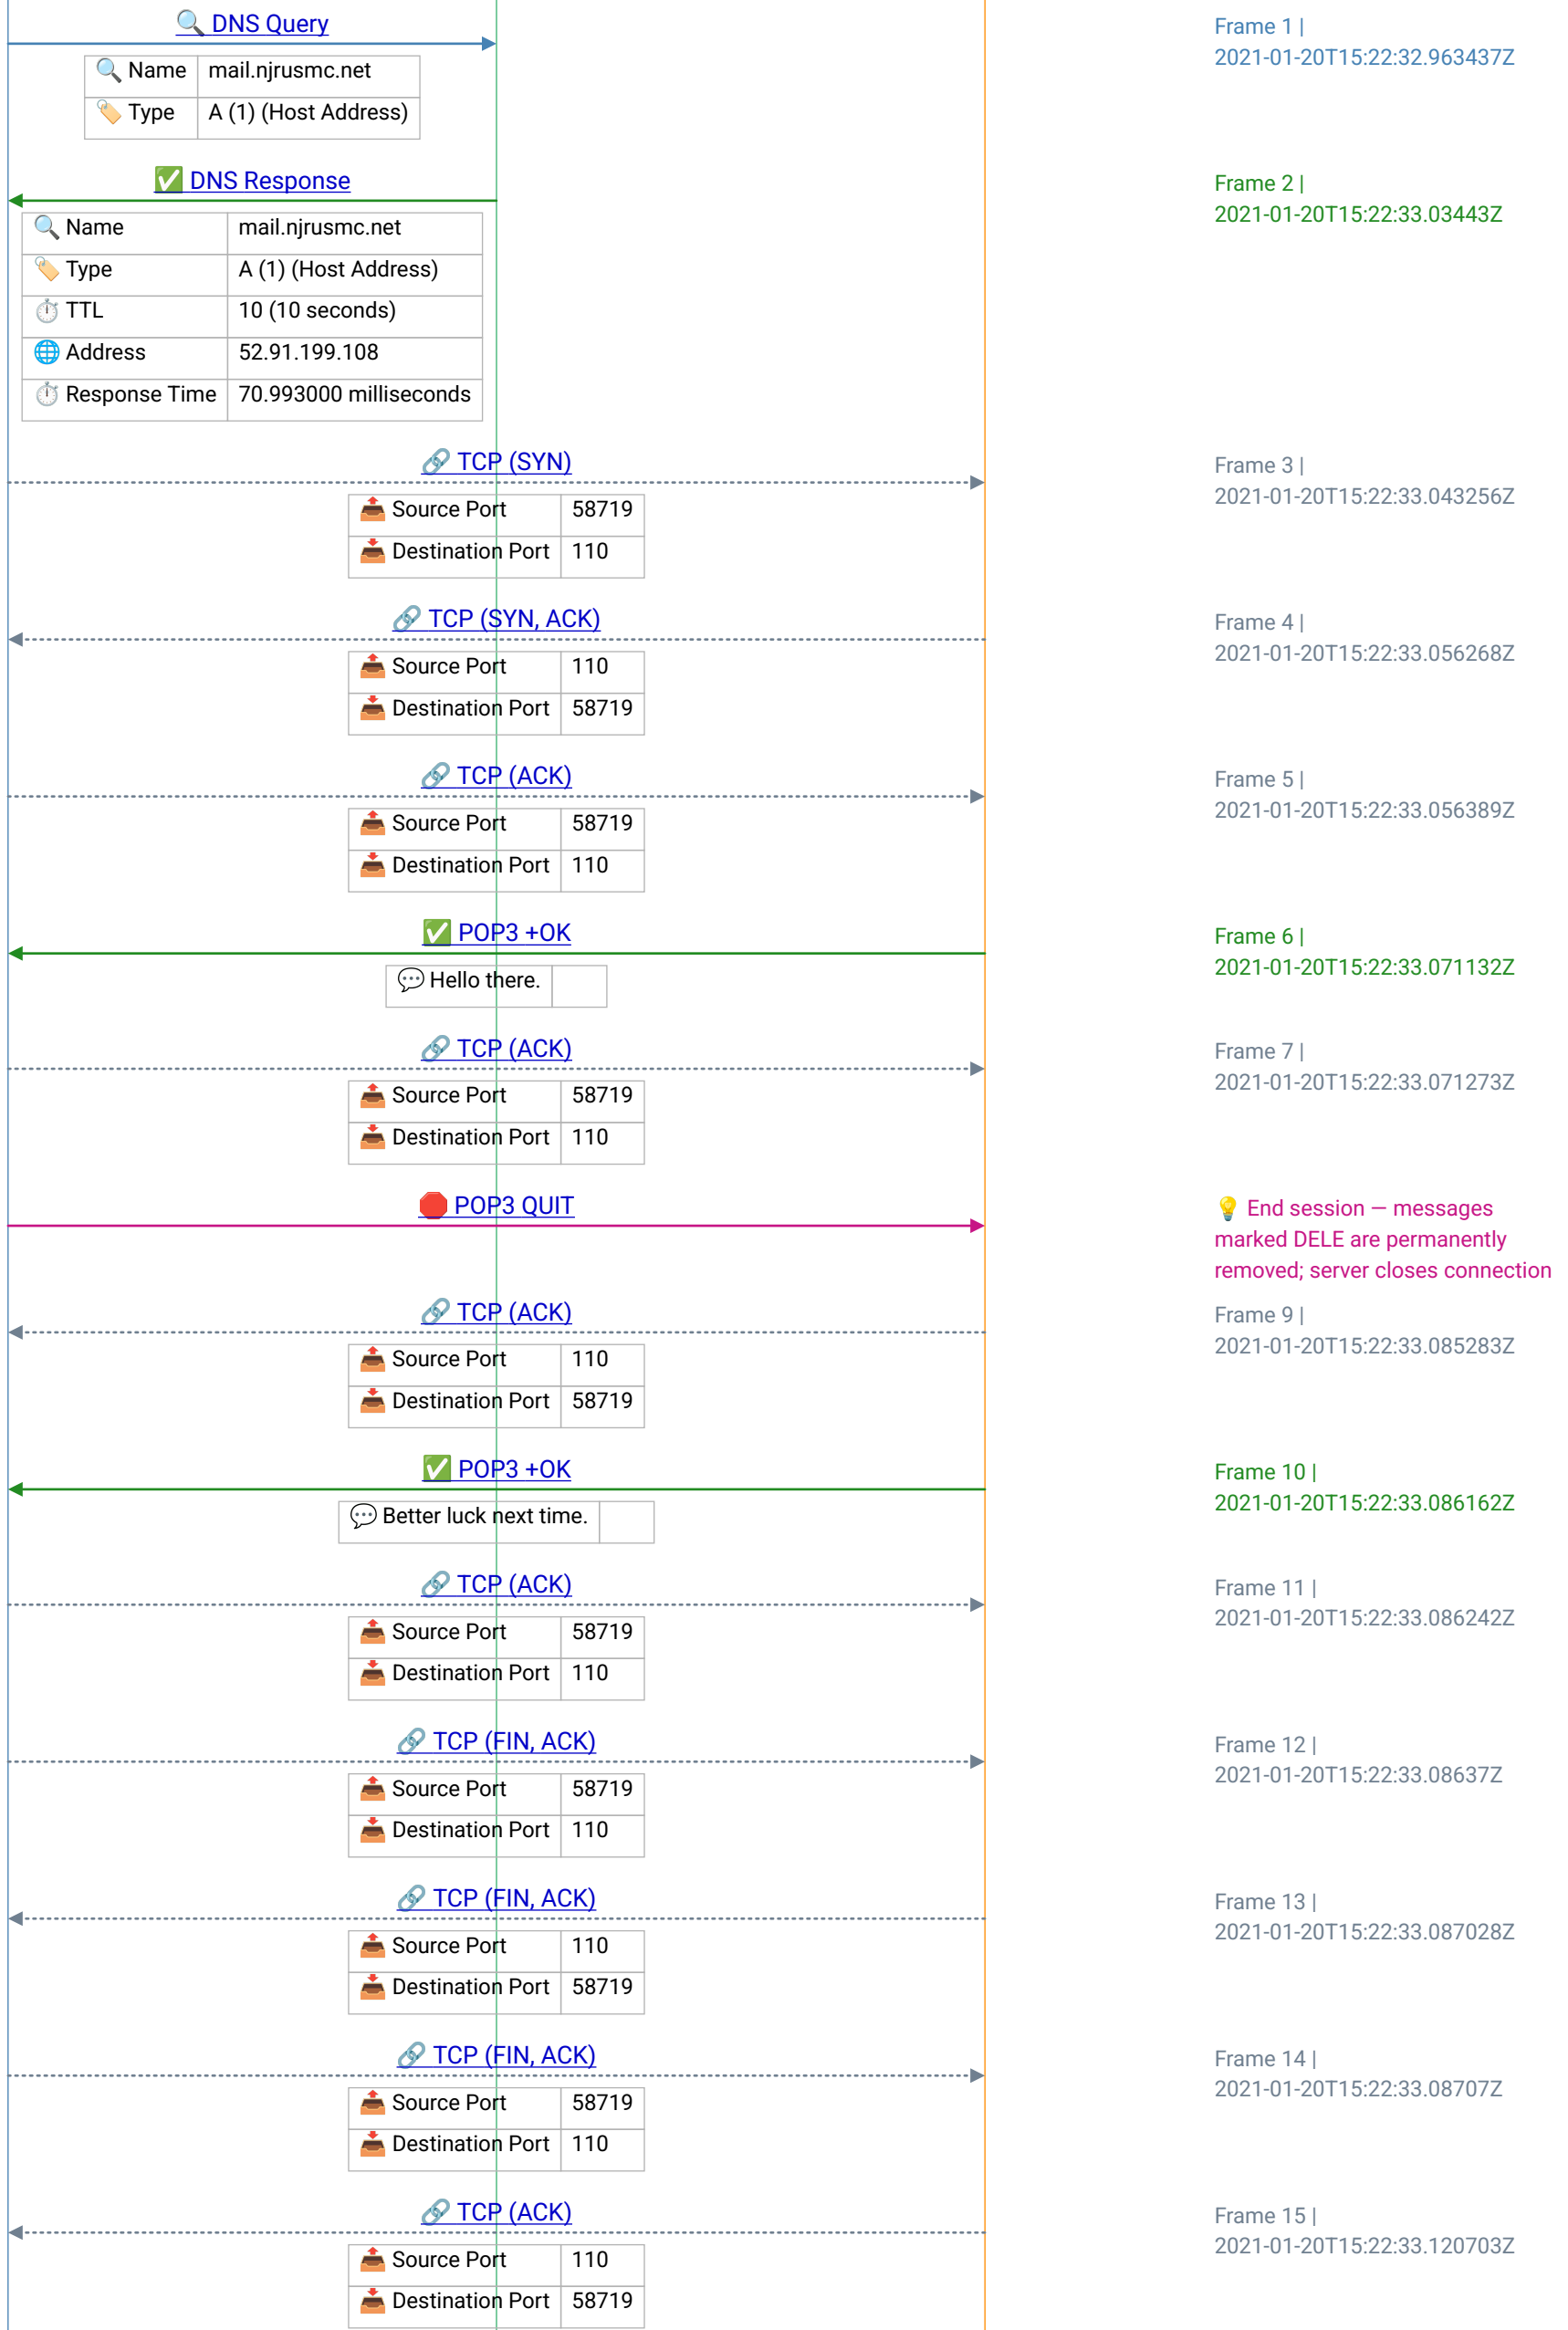 🔍 DNS Query
Frame 1 |
2021-01-20T15:22:32.963437Z
🔍 Name mail.njrusmc.net
🏷️ Type A (1) (Host Address)
✅ DNS Response
Frame 2 |
2021-01-20T15:22:33.03443Z
🔍 Name mail.njrusmc.net
🏷️ Type A (1) (Host Address)
⏱️ TTL 10 (10 seconds)
🌐 Address 52.91.199.108
⏱️ Response Time 70.993000 milliseconds
🔗 TCP (SYN)
Frame 3 |
2021-01-20T15:22:33.043256Z
📤 Source Port 58719
📥 Destination Port 110
🔗 TCP (SYN, ACK)
Frame 4 |
2021-01-20T15:22:33.056268Z
📤 Source Port 110
📥 Destination Port 58719
🔗 TCP (ACK)
Frame 5 |
2021-01-20T15:22:33.056389Z
📤 Source Port 58719
📥 Destination Port 110
✅ POP3 +OK
Frame 6 |
2021-01-20T15:22:33.071132Z
💬 Hello there.
🔗 TCP (ACK)
Frame 7 |
2021-01-20T15:22:33.071273Z
📤 Source Port 58719
📥 Destination Port 110
🛑 POP3 QUIT
💡 End session — messages
marked DELE are permanently
removed; server closes connection
🔗 TCP (ACK)
Frame 9 |
2021-01-20T15:22:33.085283Z
📤 Source Port 110
📥 Destination Port 58719
✅ POP3 +OK
Frame 10 |
2021-01-20T15:22:33.086162Z
💬 Better luck next time.
🔗 TCP (ACK)
Frame 11 |
2021-01-20T15:22:33.086242Z
📤 Source Port 58719
📥 Destination Port 110
🔗 TCP (FIN, ACK)
Frame 12 |
2021-01-20T15:22:33.08637Z
📤 Source Port 58719
📥 Destination Port 110
🔗 TCP (FIN, ACK)
Frame 13 |
2021-01-20T15:22:33.087028Z
📤 Source Port 110
📥 Destination Port 58719
🔗 TCP (FIN, ACK)
Frame 14 |
2021-01-20T15:22:33.08707Z
📤 Source Port 58719
📥 Destination Port 110
🔗 TCP (ACK)
Frame 15 |
2021-01-20T15:22:33.120703Z
📤 Source Port 110
📥 Destination Port 58719